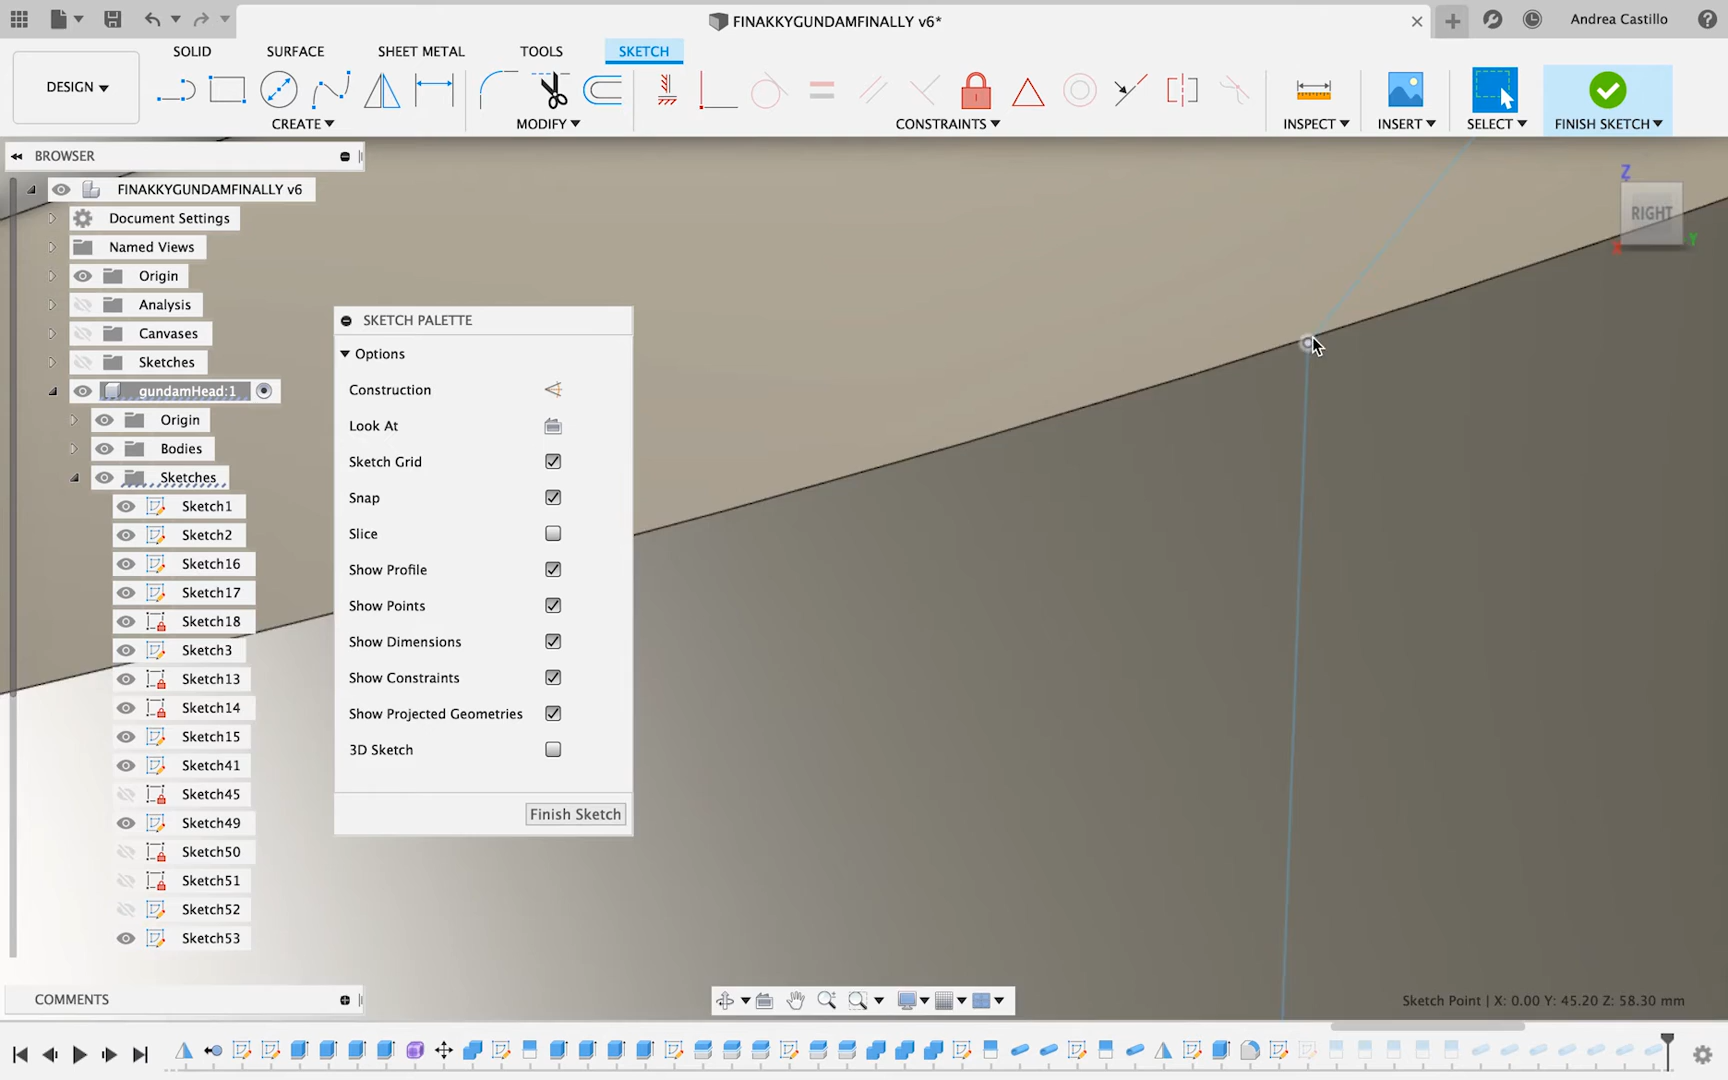 FINAKKYGUNDAMFINALLY v6*
Andrea Castillo
SOLID SURFACE SHEET METAL TOOLS SKETCH
DESIGN
CREATE MODIFY CONSTRAINTS INSPECT INSERT SELECT FINISH SKETCH
BROWSER
FINAKKYGUNDAMFINALLY v6
Document Settings
Named Views
Origin
Analysis
Canvases
Sketches
gundamHead:1
Origin
Bodies
Sketches
Sketch1
Sketch2
Sketch16
Sketch17
Sketch18
Sketch3
Sketch13
Sketch14
Sketch15
Sketch41
Sketch45
Sketch49
Sketch50
Sketch51
Sketch52
Sketch53
SKETCH PALETTE
Options
Construction
Look At
Sketch Grid
Snap
Slice
Show Profile
Show Points
Show Dimensions
Show Constraints
Show Projected Geometries
3D Sketch
Finish Sketch
Z
RIGHT
X
Y
COMMENTS
Sketch Point | X: 0.00 Y: 45.20 Z: 58.30 mm